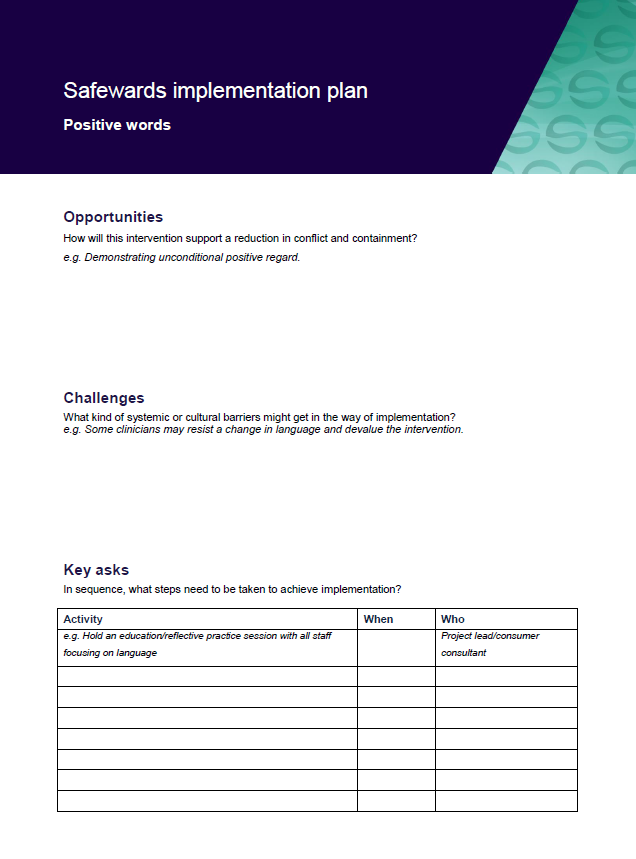 Safewards implementation plan
Positive words
Opportunities
How will this intervention support a reduction in conflict and containment?
e.g. Demonstrating unconditional positive regard.
Challenges
What kind of systemic or cultural barriers might get in the way of implementation?
e.g. Some clinicians may resist a change in language and devalue the intervention.
Key asks
In sequence, what steps need to be taken to achieve implementation?
Activity When Who
e.g. Hold an education/reflective practice session with all staff Project lead/consumer
focusing on language consultant